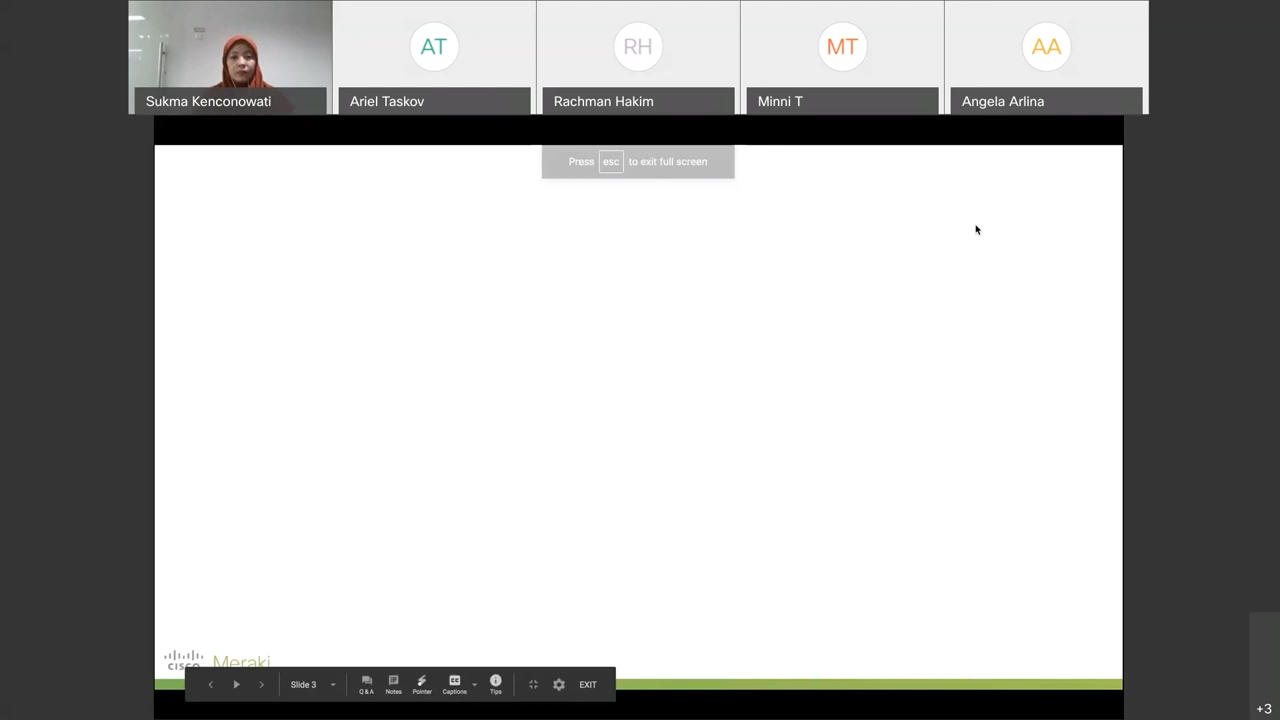 AT
RH
MT
AA
Sukma Kenconowati
Ariel Taskov
Rachman Hakim
Minni T
Angela Arlina
Press esc to exit full screen
CISCO Meraki
Slide 3
Q & A
Notes
Pointer
Captions
Tips
EXIT
+3